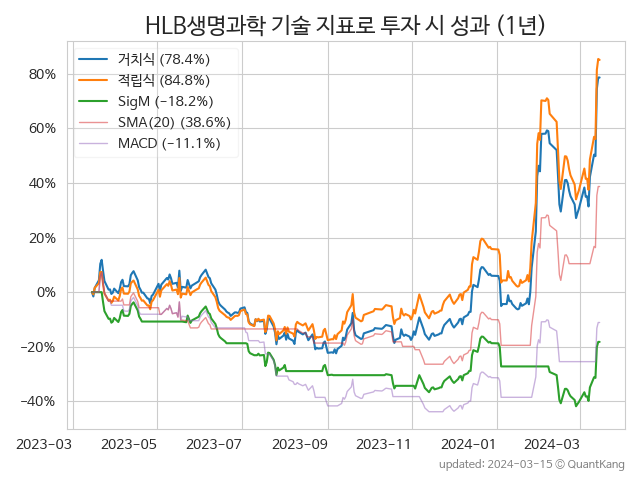 HLB생명과학 기술 지표로 투자 시 성과 (1년)
거치식 (78.4%)
적립식 (84.8%)
SigM (−18.2%)
SMA(20) (38.6%)
MACD (−11.1%)
80%
60%
40%
20%
0%
−20%
−40%
2023−03 2023−05 2023−07 2023−09 2023−11 2024−01 2024−03
updated: 2024−03−15 ⓒ QuantKang